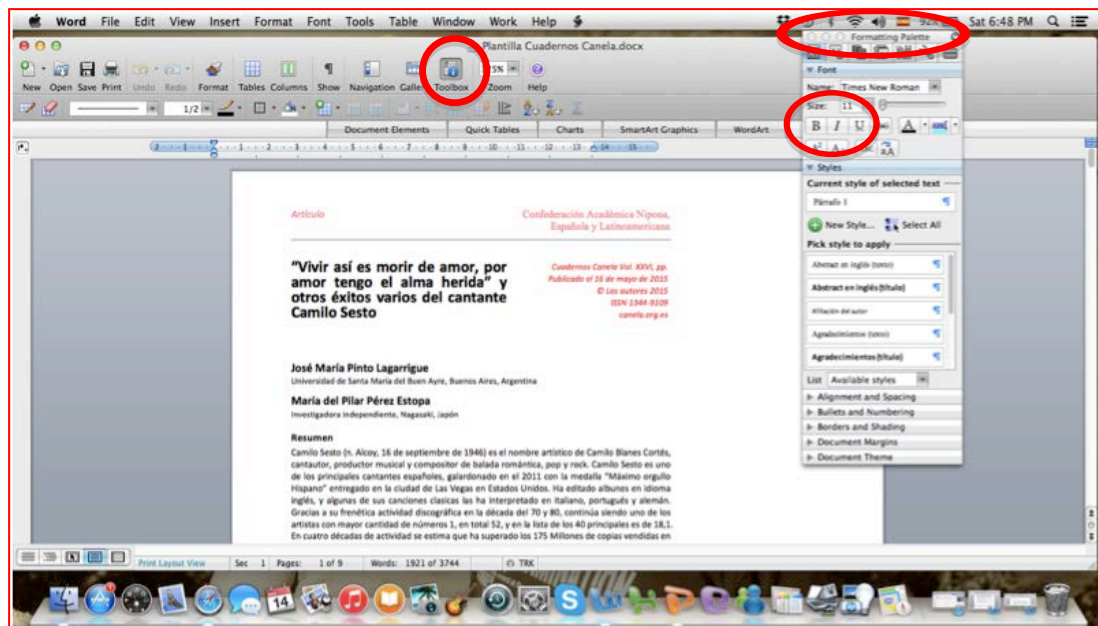 Word File Edit View Insert Format Font Tools Table Window Work Help
Sat 6:48 PM
Plantilla Cuadernos Canela.docx
Formatting Palette
New Open Save Print Undo Redo Format Tables Columns Show Navigation Toolbox Zoom Help
1/2
Document Elements Quick Tables Charts SmartArt Graphics WordArt
Font
Name: Times New Roman
Size: 11
B I U
Styles
Current style of selected text
Párrafo 1
New Style... Select All
Pick style to apply
Abstract en inglés (texto)
Abstract en inglés (título)
Afiliación del autor
Agradecimientos (texto)
Agradecimientos (título)
List Available styles
Alignment and Spacing
Bullets and Numbering
Borders and Shading
Document Margins
Document Theme
Artículo
Confederación Académica Nipona,
Española y Latinoamericana
"Vivir así es morir de amor, por
amor tengo el alma herida" y
otros éxitos varios del cantante
Camilo Sesto
Cuadernos Canela Vol. XXVI, pp.
Publicado el 16 de mayo de 2015
© Los autores 2015
ISSN 1344-9109
canela.org.es
José María Pinto Lagarrigue
Universidad de Santa María del Buen Ayre, Buenos Aires, Argentina
María del Pilar Pérez Estopa
Investigadora independiente, Nagasaki, Japón
Resumen
Camilo Sesto (n. Alcoy, 16 de septiembre de 1946) es el nombre artístico de Camilo Blanes Cortés,
cantautor, productor musical y compositor de balada romántica, pop y rock. Camilo Sesto es uno
de los principales cantantes españoles, galardonado en el 2011 con la medalla "Máximo orgullo
Hispano" entregado en la ciudad de Las Vegas en Estados Unidos. Ha editado albunes en idioma
inglés, y algunas de sus canciones clasicas las ha interpretado en italiano, portugués y alemán.
Gracias a su frenética actividad discográfica en la década del 70 y 80, continúa siendo uno de los
artistas con mayor cantidad de números 1, en total 52, y en la lista de los 40 principales es de 18,1.
En cuatro décadas de actividad se estima que ha superado los 175 Millones de copias vendidas en
Print Layout View Sec 1 Pages: 1 of 9 Words: 1921 of 3744 TRK
14